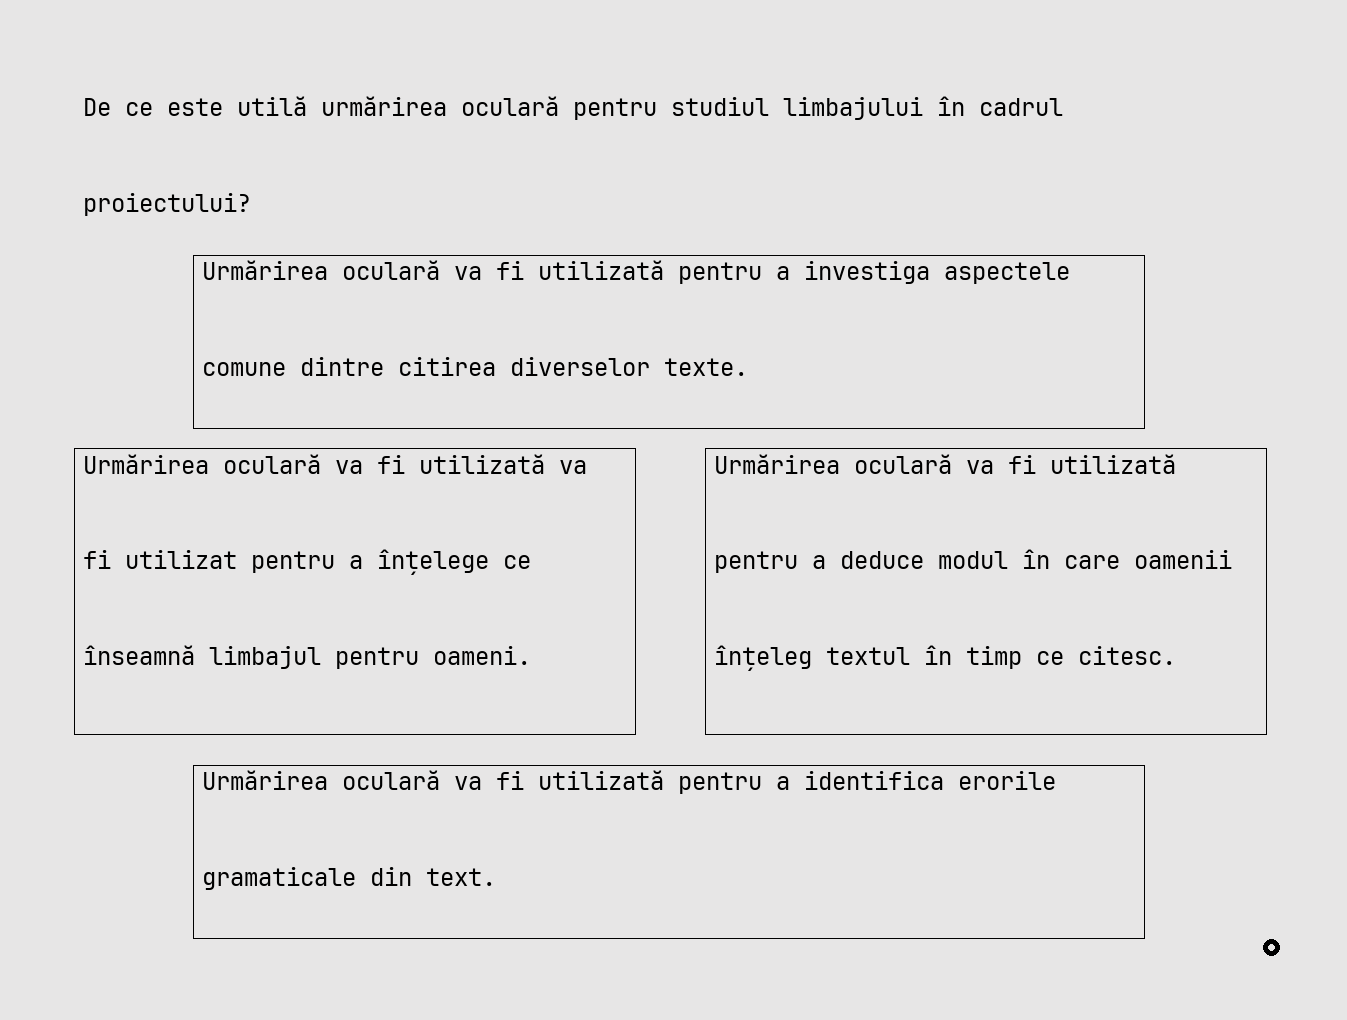 De ce este utilă urmărirea oculară pentru studiul limbajului în cadrul
proiectului?
Urmărirea oculară va fi utilizată pentru a investiga aspectele
comune dintre citirea diverselor texte.
Urmărirea oculară va fi utilizată va
fi utilizat pentru a înțelege ce
înseamnă limbajul pentru oameni.
Urmărirea oculară va fi utilizată
pentru a deduce modul în care oamenii
înțeleg textul în timp ce citesc.
Urmărirea oculară va fi utilizată pentru a identifica erorile
gramaticale din text.